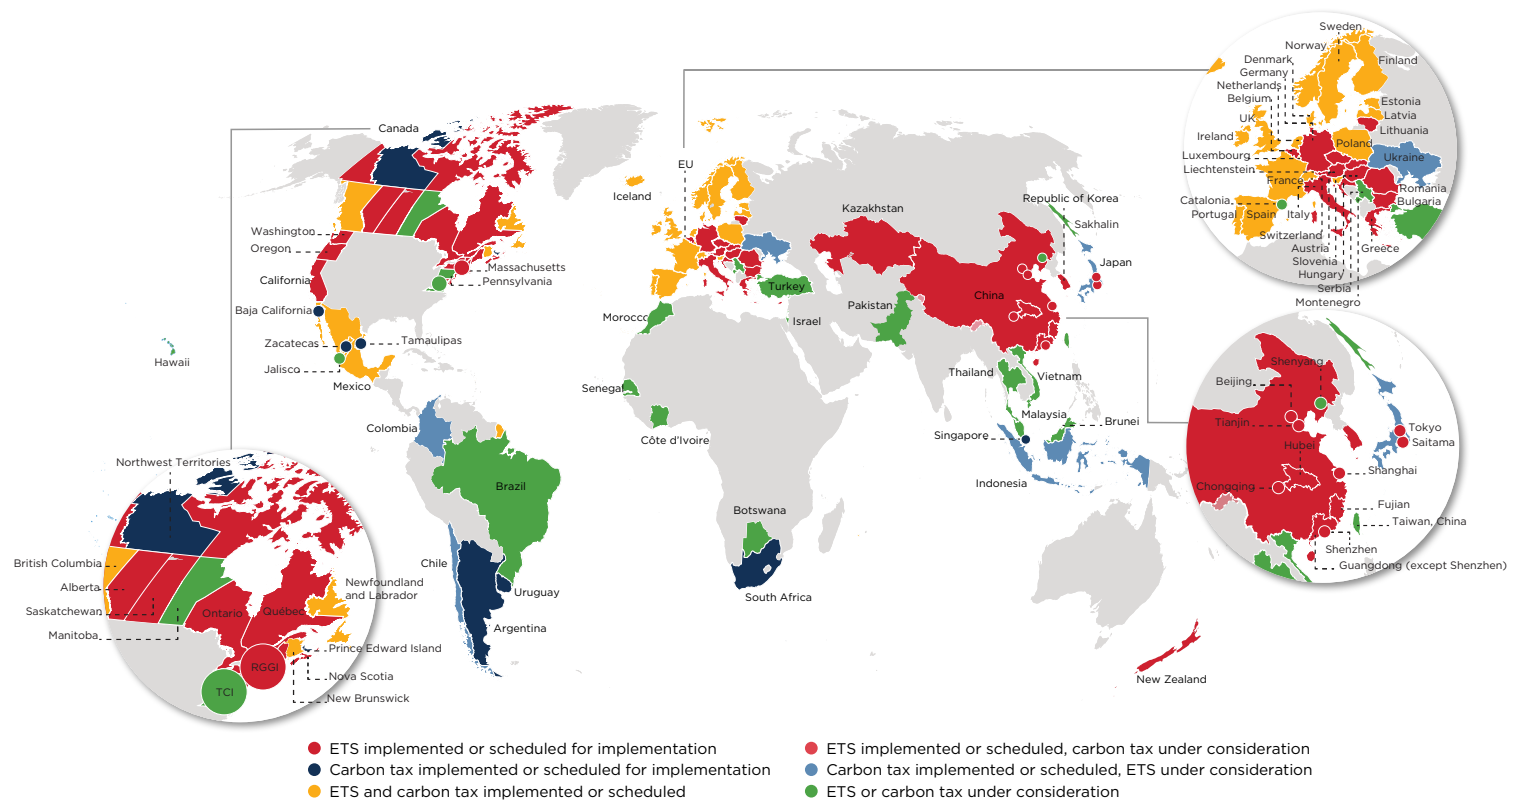 Canada
Washington
Oregon
California
Massachusetts
Pennsylvania
Baja California
Zacatecas
Tamaulipas
Jalisco
Mexico
Hawaii
Colombia
Brazil
Chile
Uruguay
Argentina
Iceland
EU
Kazakhstan
Republic of Korea
Sakhalin
Japan
China
Turkey
Pakistan
Morocco
Israel
Senegal
Côte d'Ivoire
Thailand
Vietnam
Malaysia
Brunei
Singapore
Indonesia
Botswana
South Africa
New Zealand
Northwest Territories
British Columbia
Alberta
Saskatchewan
Manitoba
Ontario
Québec
Newfoundland
and Labrador
Prince Edward Island
Nova Scotia
New Brunswick
RGGI
TCI
Sweden
Norway
Finland
Denmark
Germany
Netherlands
Belgium
UK
Ireland
Luxembourg
Liechtenstein
France
Catalonia
Portugal
Spain
Italy
Switzerland
Austria
Slovenia
Hungary
Serbia
Montenegro
Greece
Bulgaria
Romania
Ukraine
Poland
Lithuania
Latvia
Estonia
Shenyang
Beijing
Tianjin
Hubei
Chongqing
Tokyo
Saitama
Shanghai
Fujian
Taiwan, China
Shenzhen
Guangdong (except Shenzhen)
ETS implemented or scheduled for implementation
Carbon tax implemented or scheduled for implementation
ETS and carbon tax implemented or scheduled
ETS implemented or scheduled, carbon tax under consideration
Carbon tax implemented or scheduled, ETS under consideration
ETS or carbon tax under consideration